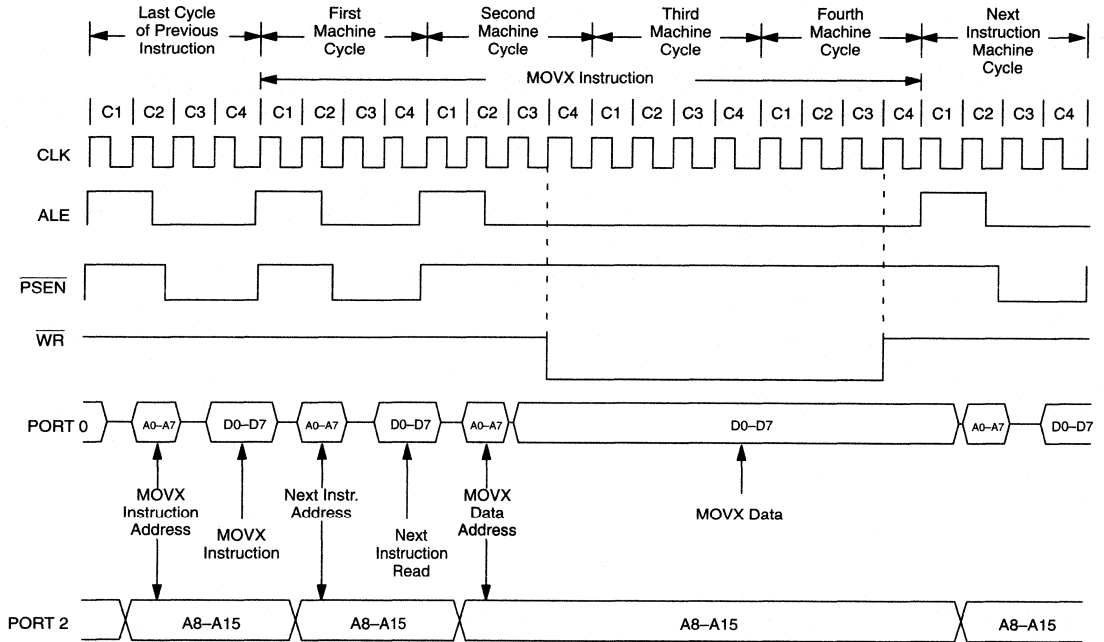 Last Cycle
of Previous
Instruction
First
Machine
Cycle
Second
Machine
Cycle
Third
Machine
Cycle
Fourth
Machine
Cycle
Next
Instruction
Machine
Cycle
MOVX Instruction
C1 C2 C3 C4 C1 C2 C3 C4 C1 C2 C3 C4 C1 C2 C3 C4 C1 C2 C3 C4 C1 C2 C3 C4
CLK
ALE
PSEN
WR
PORT 0 A0–A7 D0–D7 A0–A7 D0–D7 A0–A7 D0–D7 A0–A7 D0–D7
MOVX
Instruction
Address
MOVX
Instruction
Next Instr.
Address
Next
Instruction
Read
MOVX
Data
Address
MOVX Data
PORT 2 A8–A15 A8–A15 A8–A15 A8–A15